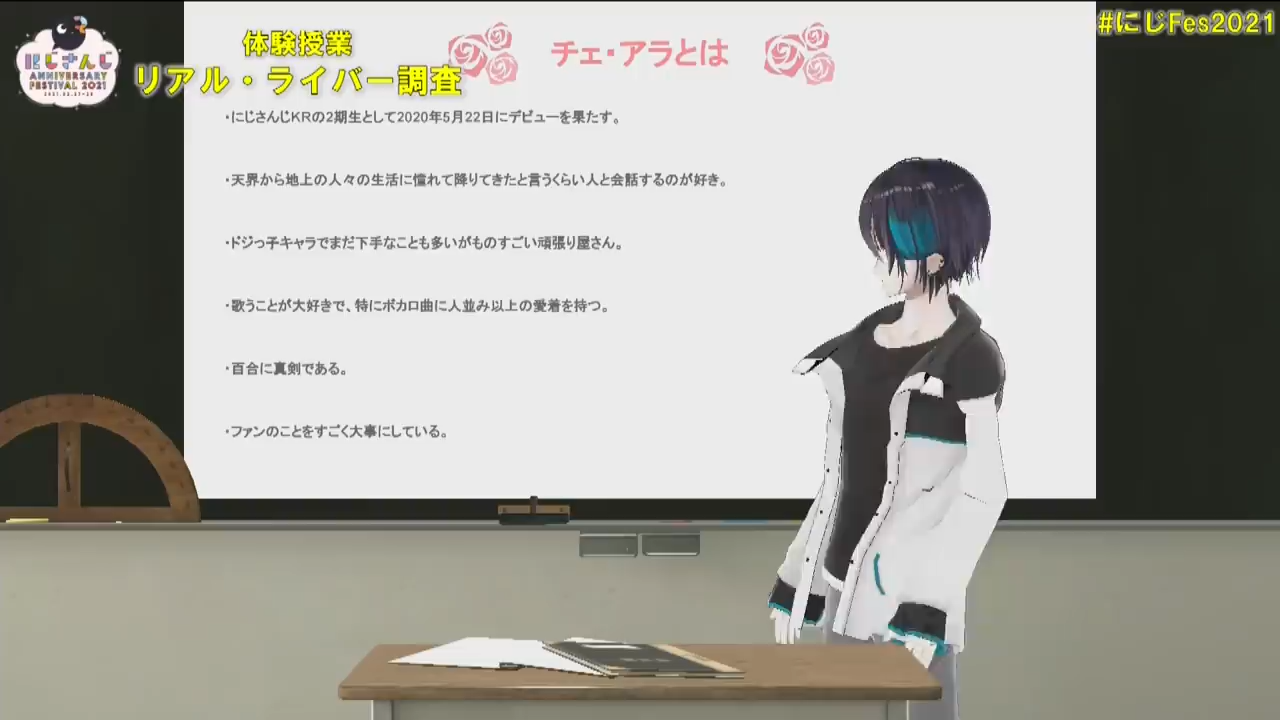 にじさんじ
ANNIVERSARY
FESTIVAL 2021
体験授業
リアル・ライバー調査
#にじFes2021
チェ・アラとは
・にじさんじKRの2期生として2020年5月22日にデビューを果たす。
・天界から地上の人々の生活に憧れて降りてきたと言うくらい人と会話するのが好き。
・ドジっ子キャラでまだ下手なことも多いがものすごい頑張り屋さん。
・歌うことが大好きで、特にボカロ曲に人並み以上の愛着を持つ。
・百合に真剣である。
・ファンのことをすごく大事にしている。